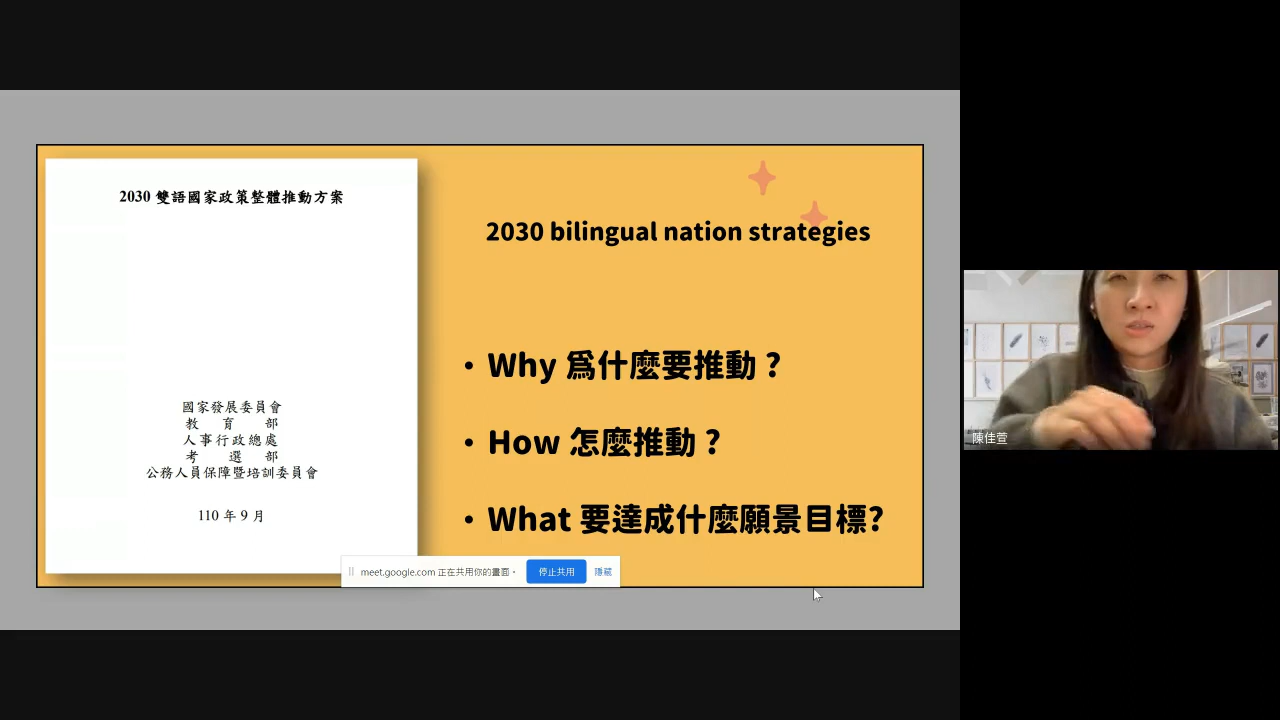 2030 雙語國家政策整體推動方案
國家發展委員會
教育部
人事行政總處
考選部
公務人員保障暨培訓委員會
110 年 9 月
2030 bilingual nation strategies
• Why 為什麼要推動 ?
• How 怎麼推動 ?
• What 要達成什麼願景目標?
meet.google.com 正在共用你的畫面。
停止共用
隱藏
陳佳萱